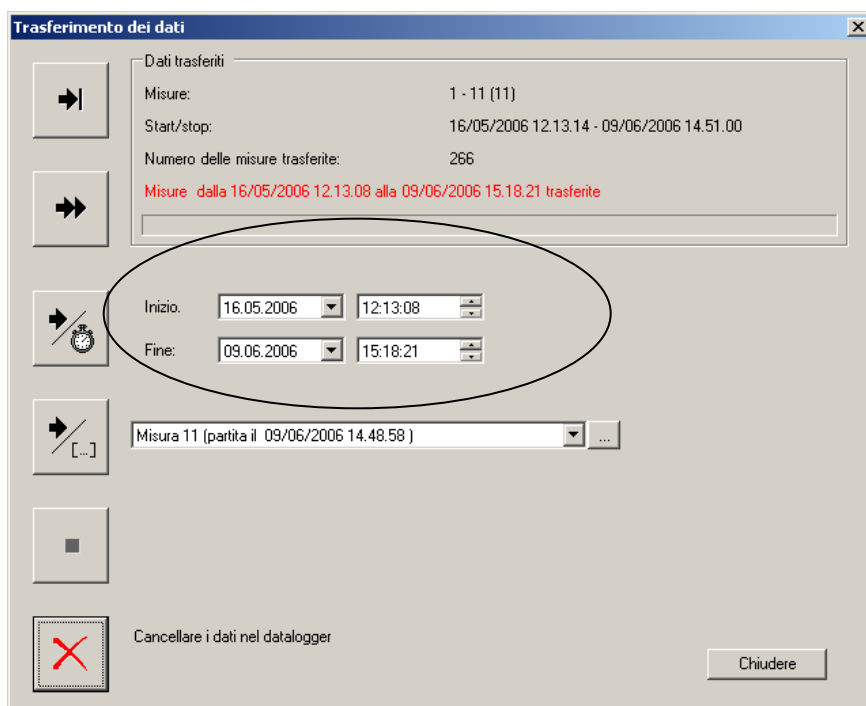 Trasferimento dei dati
Dati trasferiti
Misure: 1 - 11 (11)
Start/stop: 16/05/2006 12.13.14 - 09/06/2006 14.51.00
Numero delle misure trasferite: 266
Misure dalla 16/05/2006 12.13.08 alla 09/06/2006 15.18.21 trasferite
Inizio. 16.05.2006 12:13:08
Fine: 09.06.2006 15:18:21
[...]
Misura 11 (partita il 09/06/2006 14.48.58 ) ...
Cancellare i dati nel datalogger
Chiudere